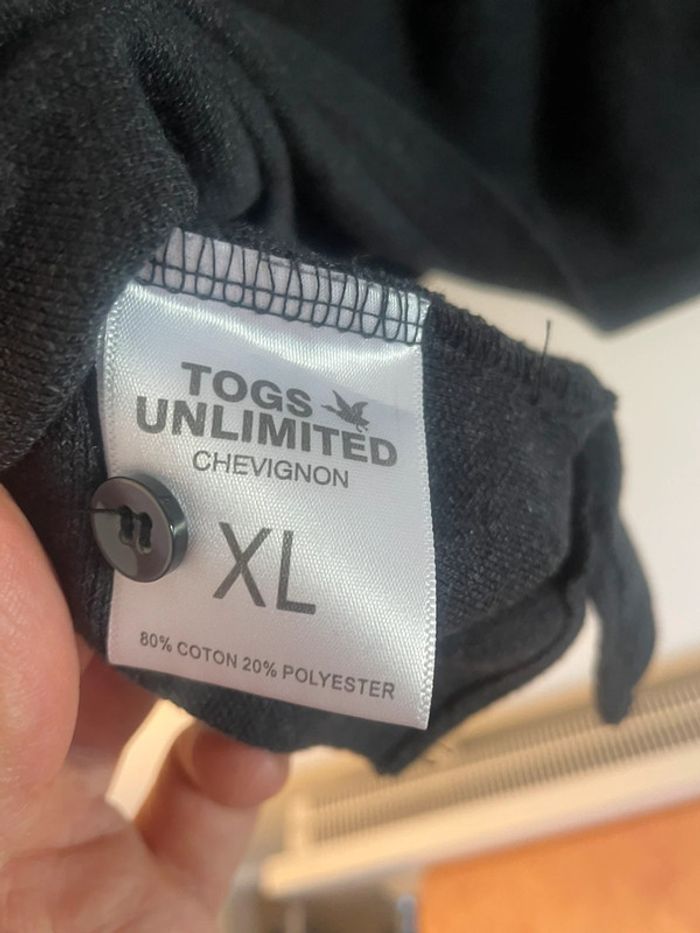 TOGS
UNLIMITED
CHEVIGNON
XL
80% COTON 20% POLYESTER